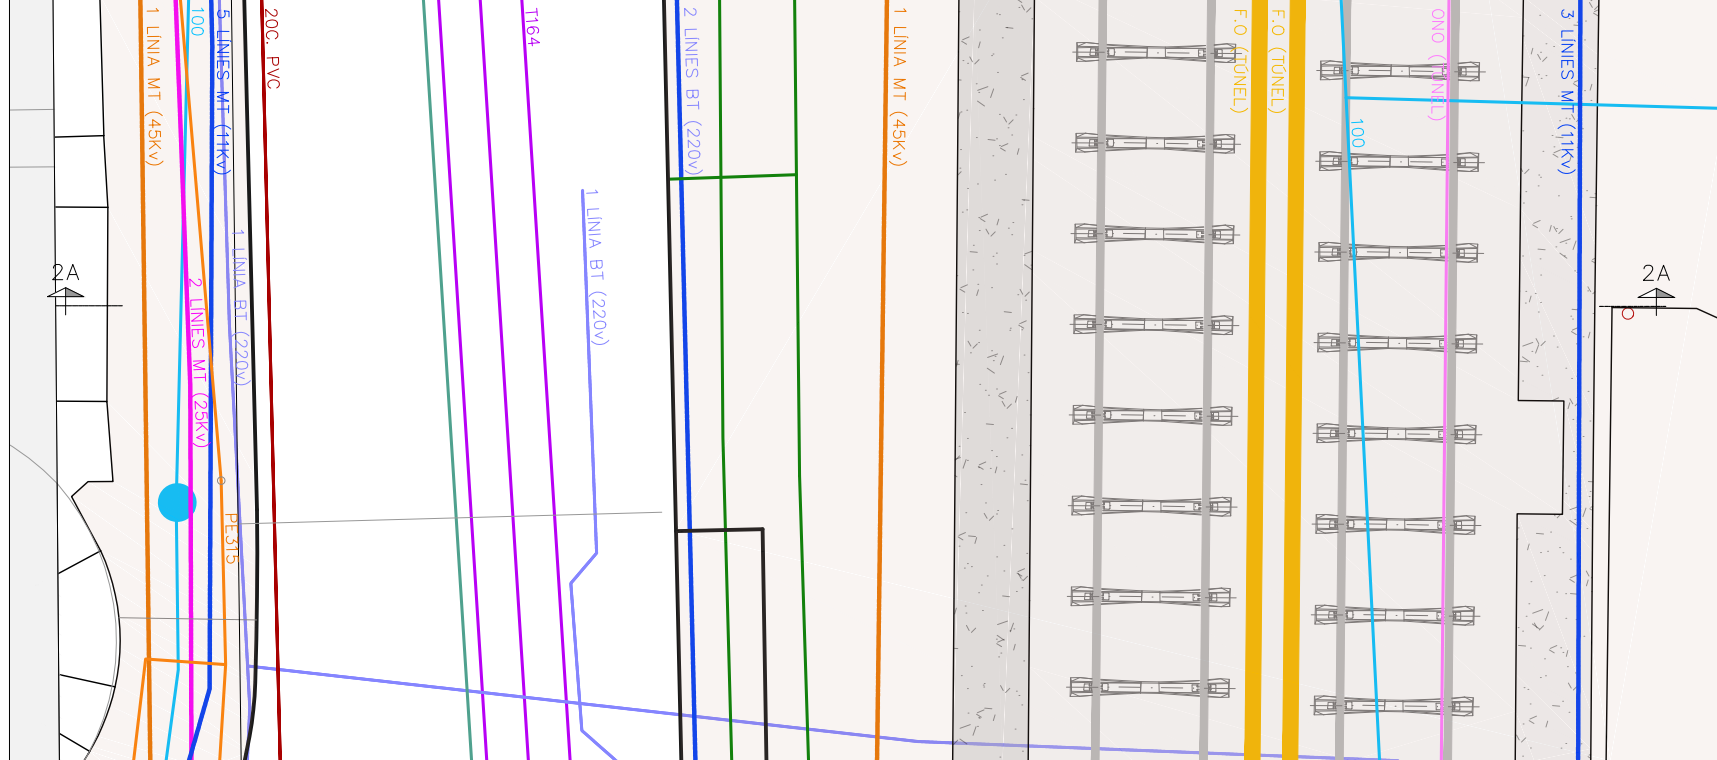 1 LÍNIA MT (45Kv)
100
5 LÍNIES MT (11Kv)
20C. PVC
T164
2 LÍNIES BT (220v)
1 LÍNIA MT (45Kv)
F.O (TÚNEL)
F.O (TÚNEL)
100
ONO (TÚNEL)
3 LÍNIES MT (11Kv)
1 LÍNIA BT (220v)
1 LÍNIA BT (220v)
2A
2 LÍNIES MT (25Kv)
2A
PE315